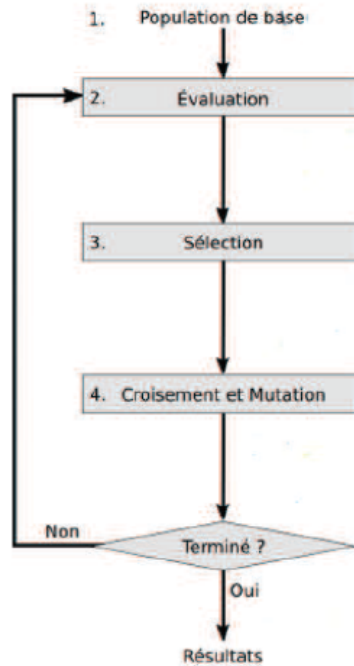 1. Population de base
2. Évaluation
3. Sélection
4. Croisement et Mutation
Non
Terminé ?
Oui
Résultats